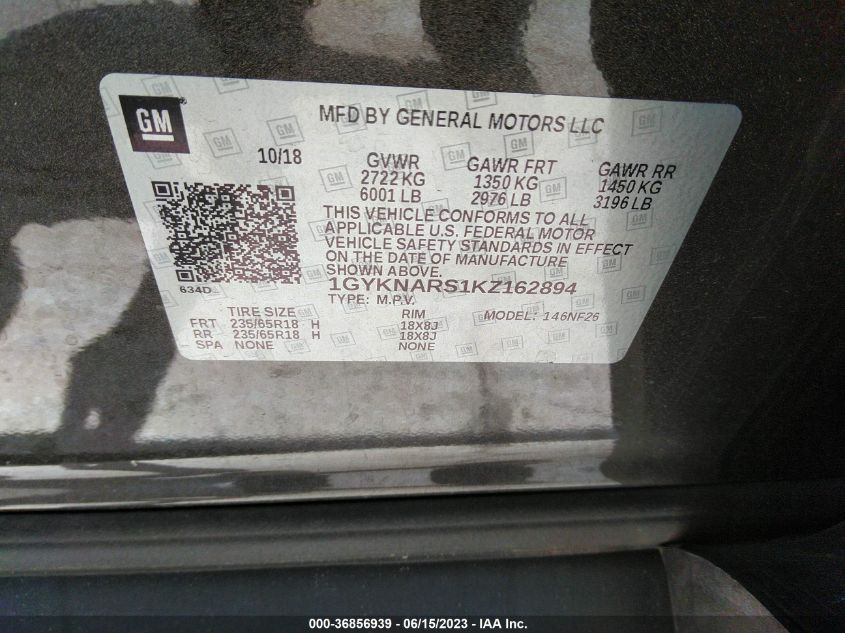 GM
MFD BY GENERAL MOTORS LLC
10/18 GVWR GAWR FRT GAWR RR
2722 KG 1350 KG 1450 KG
6001 LB 2976 LB 3196 LB
THIS VEHICLE CONFORMS TO ALL
APPLICABLE U.S. FEDERAL MOTOR
VEHICLE SAFETY STANDARDS IN EFFECT
ON THE DATE OF MANUFACTURE
SHOWN ABOVE.
634D 1GYKNARS1KZ162894
TYPE: M.P.V. MODEL: 146NF26
TIRE SIZE RIM
FRT 235/65R18 H 18X8J
RR 235/65R18 H 18X8J
SPA NONE NONE
000-36856939 - 06/15/2023 - IAA Inc.